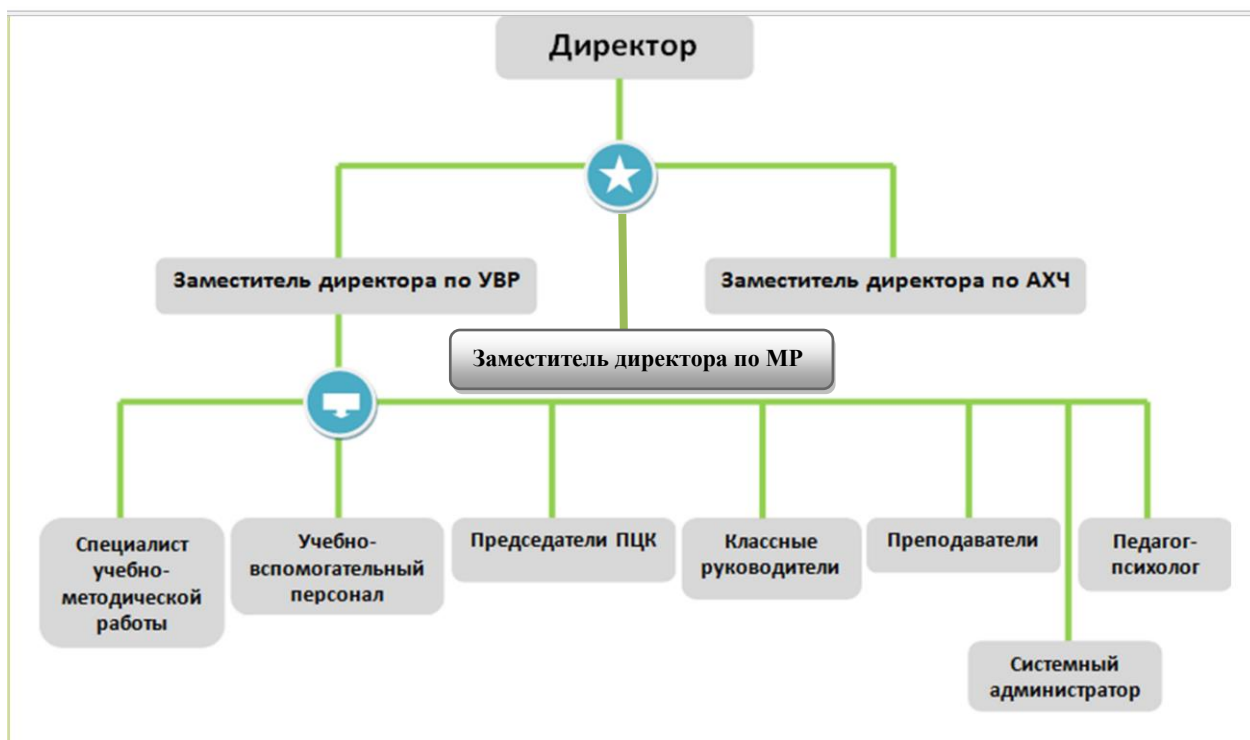 Директор
Заместитель директора по УВР
Заместитель директора по АХЧ
Заместитель директора по МР
Специалист
учебно-
методической
работы
Учебно-
вспомогательный
персонал
Председатели ПЦК
Классные
руководители
Преподаватели
Педагог-
психолог
Системный
администратор